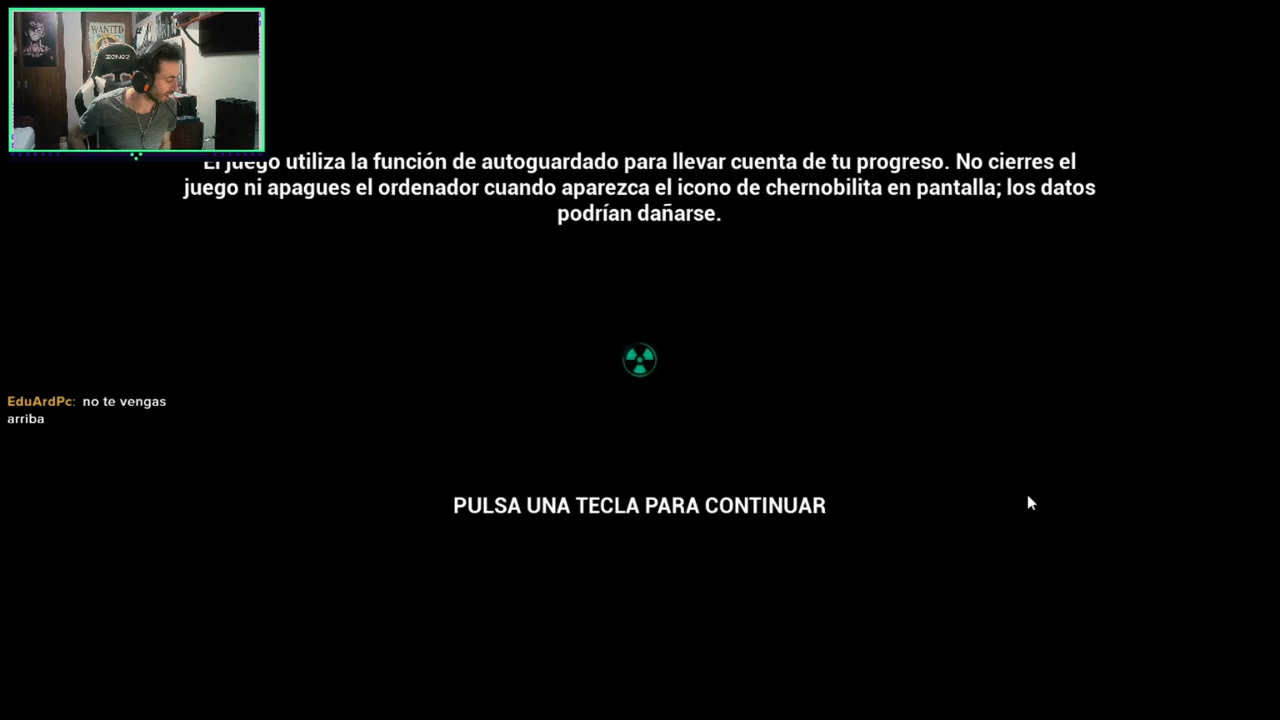 WANTED
El juego utiliza la función de autoguardado para llevar cuenta de tu progreso. No cierres el
juego ni apagues el ordenador cuando aparezca el icono de chernobilita en pantalla; los datos
podrían dañarse.
EduArdPc: no te vengas
arriba
PULSA UNA TECLA PARA CONTINUAR